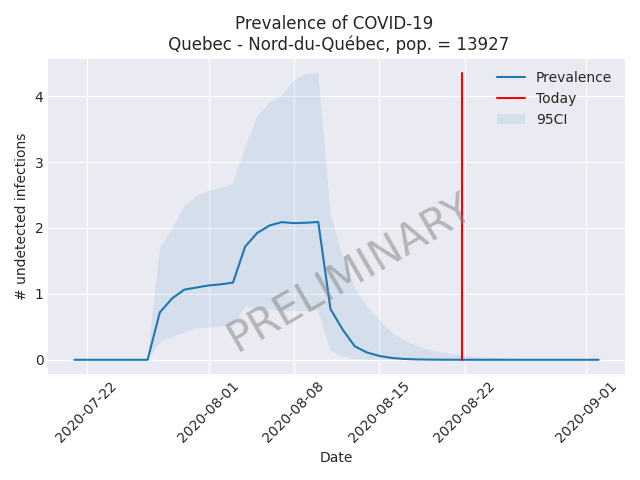 Prevalence of COVID-19
Quebec - Nord-du-Québec, pop. = 13927
# undetected infections
4
3
2
1
0
Prevalence
Today
95CI
PRELIMINARY
2020-07-22
2020-08-01
2020-08-08
2020-08-15
2020-08-22
2020-09-01
Date